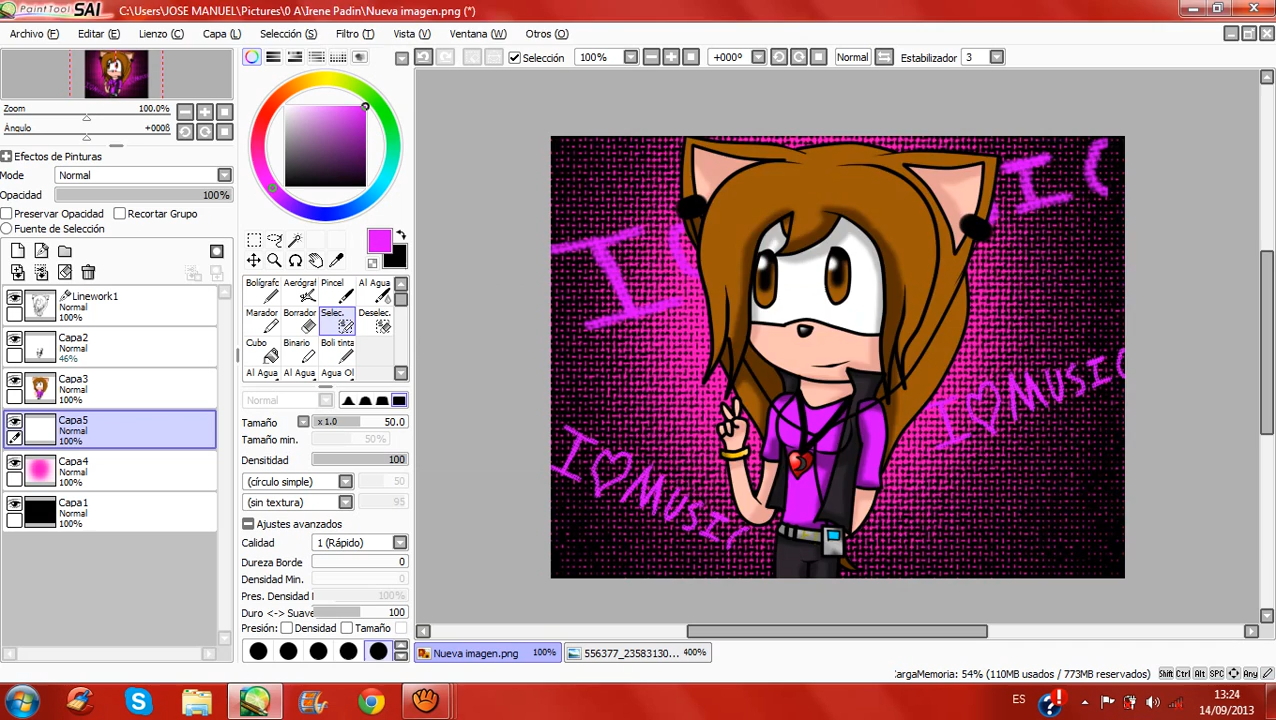 PaintTool SAI C:\Users\JOSE MANUEL\Pictures\0 A\Irene Padin\Nueva imagen.png (*)
Archivo (F) Editar (E) Lienzo (C) Capa (L) Selección (S) Filtro (T) Vista (V) Ventana (W) Otros (O)
Selección 100% +000º Normal Estabilizador 3
Zoom 100.0%
Ángulo +000ß
Efectos de Pinturas
Mode Normal
Opacidad 100%
Preservar Opacidad Recortar Grupo
Fuente de Selección
Linework1
Normal
100%
Capa2
Normal
46%
Capa3
Normal
100%
Capa5
Normal
100%
Capa4
Normal
100%
Capa1
Normal
100%
Bolígrafo Aerógraf Pincel Al Agua
Marador Borrador Selec. Deselec.
Cubo Binario Boli tinta
Al Agua Al Agua Agua Ol
Normal
Tamaño x 1.0 50.0
Tamaño min. 50%
Densitidad 100
(círculo simple) 50
(sin textura) 95
Ajustes avanzados
Calidad 1 (Rápido)
Dureza Borde 0
Densidad Min.
Pres. Densidad 100%
Duro <-> Suave 100
Presión: Densidad Tamaño
I
I
I MUSIC
I MUSIC
Nueva imagen.png 100% 556377_23583130... 400%
argaMemoria: 54% (110MB usados / 773MB reservados) Shift Ctrl Alt SPC Any
ES 13:24
14/09/2013